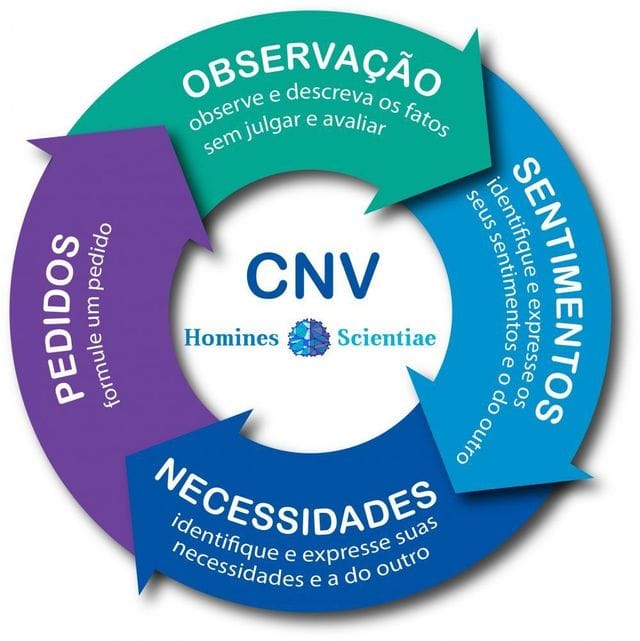 OBSERVAÇÃO
observe e descreva os fatos
sem julgar e avaliar
SENTIMENTOS
identifique e expresse os
seus sentimentos e o do outro
NECESSIDADES
identifique e expresse suas
necessidades e a do outro
PEDIDOS
formule um pedido
CNV
Homines Scientiae